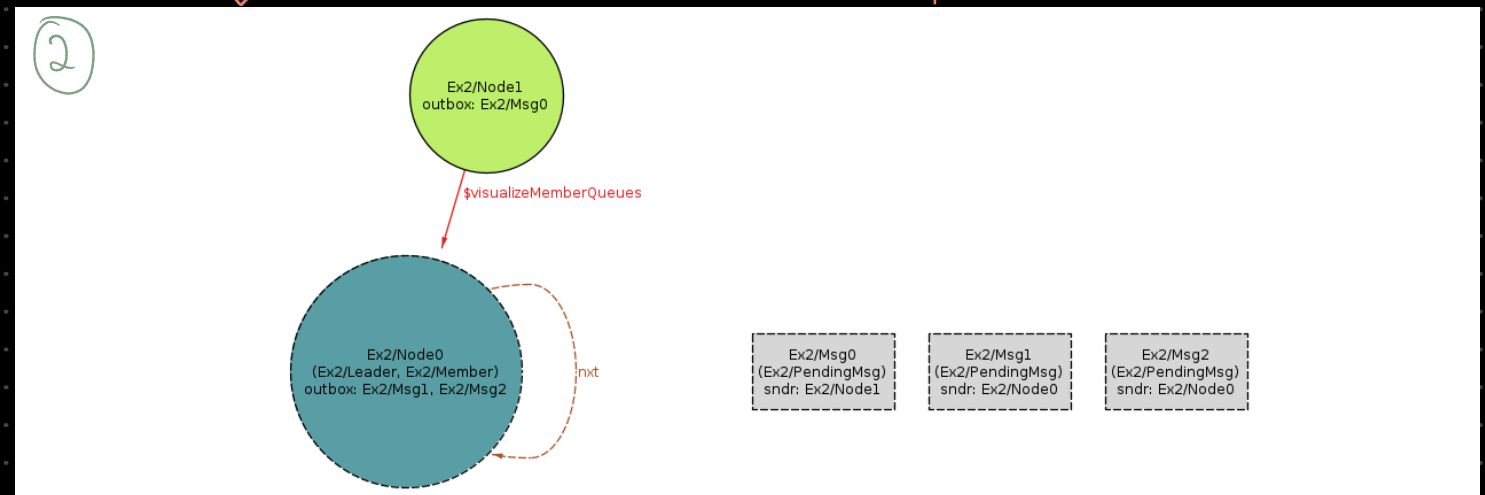 2
Ex2/Node1
outbox: Ex2/Msg0
$visualizeMemberQueues
Ex2/Node0
(Ex2/Leader, Ex2/Member)
outbox: Ex2/Msg1, Ex2/Msg2
nxt
Ex2/Msg0
(Ex2/PendingMsg)
sndr: Ex2/Node1
Ex2/Msg1
(Ex2/PendingMsg)
sndr: Ex2/Node0
Ex2/Msg2
(Ex2/PendingMsg)
sndr: Ex2/Node0